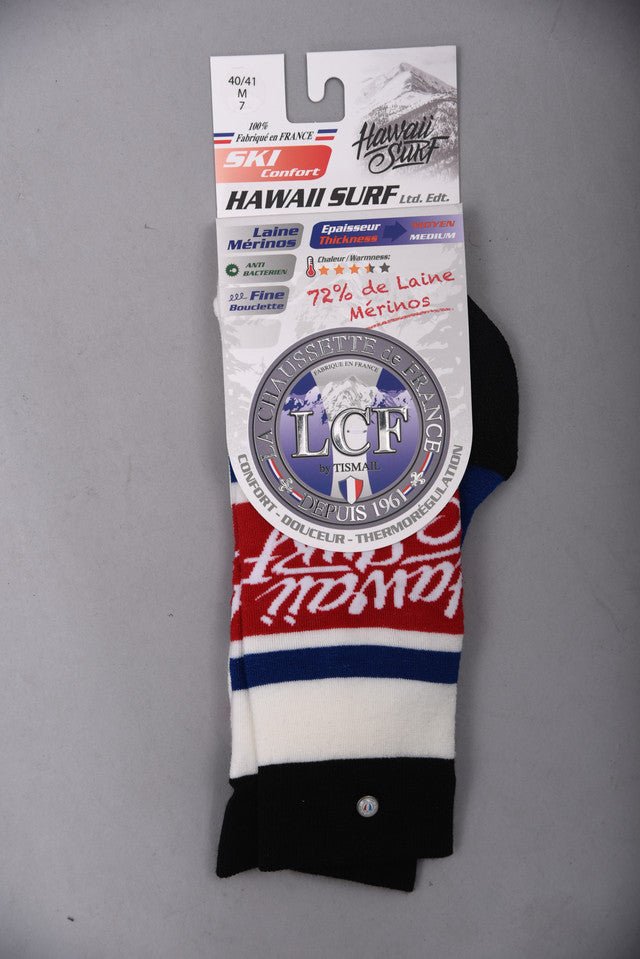 40/41
M
7
100%
Fabriqué en FRANCE
SKI
Confort
Hawaii
Surf
HAWAII SURF Ltd. Edt.
Laine
Mérinos
Epaisseur
Thickness
MOYEN
MEDIUM
ANTI
BACTERIEN
Chaleur / Warmness:
Fine
Bouclette
72% de Laine
Mérinos
LA CHAUSSETTE de FRANCE
FABRIQUÉ EN FRANCE
LCF
by TISMAIL
DEPUIS 1961
CONFORT - DOUCEUR - THERMORÉGULATION
Hawaii
Surf